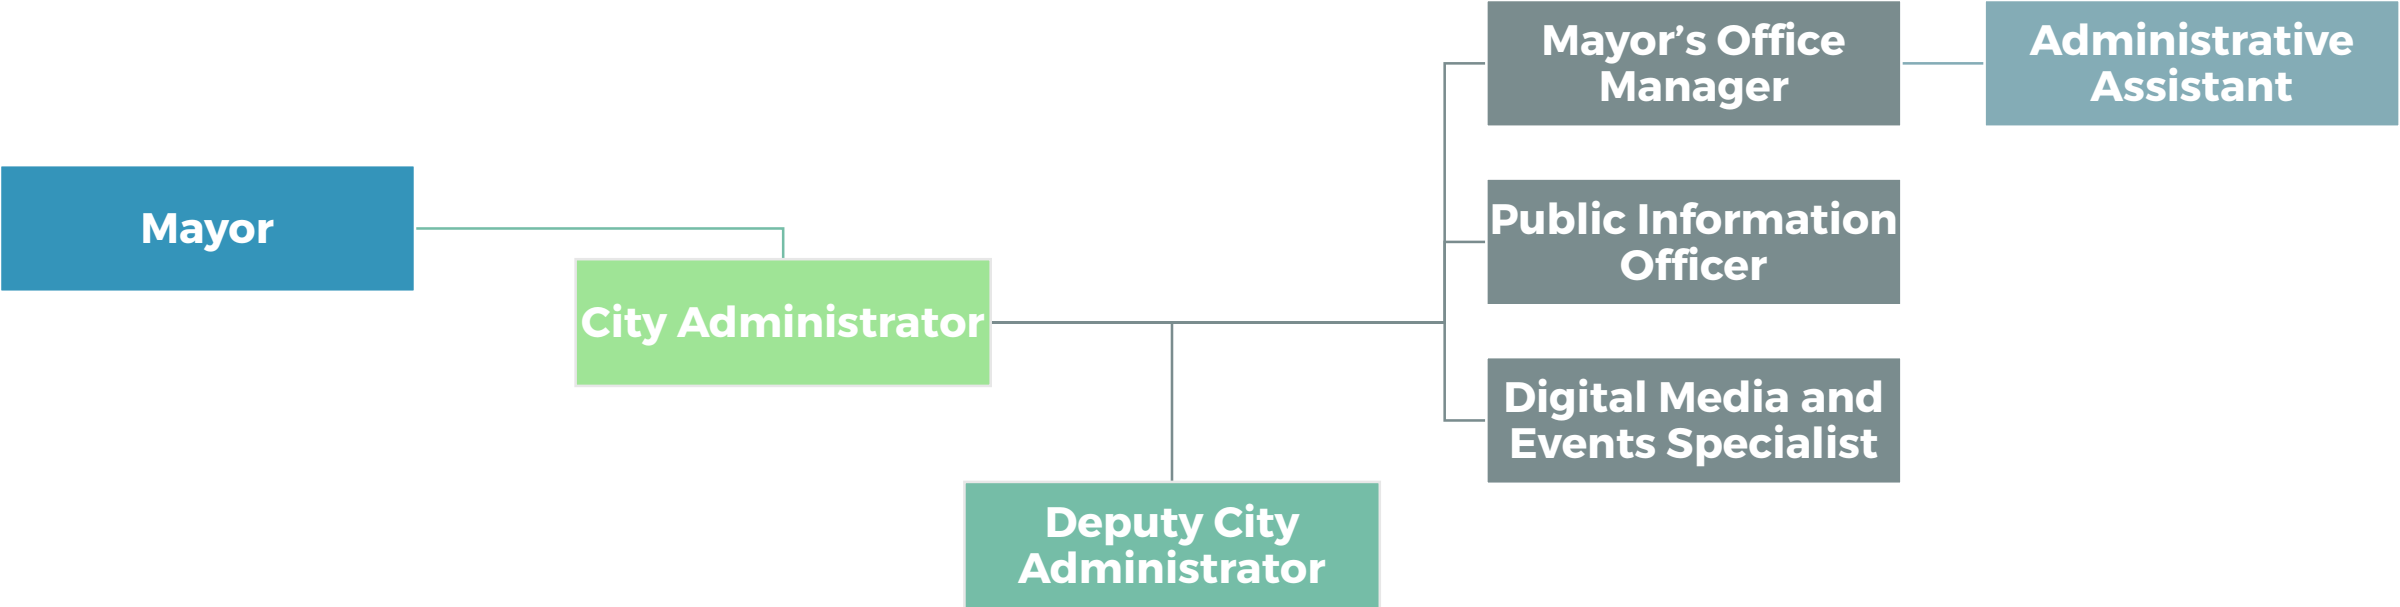 Mayor
City Administrator
Deputy City
Administrator
Mayor’s Office
Manager
Public Information
Officer
Digital Media and
Events Specialist
Administrative
Assistant